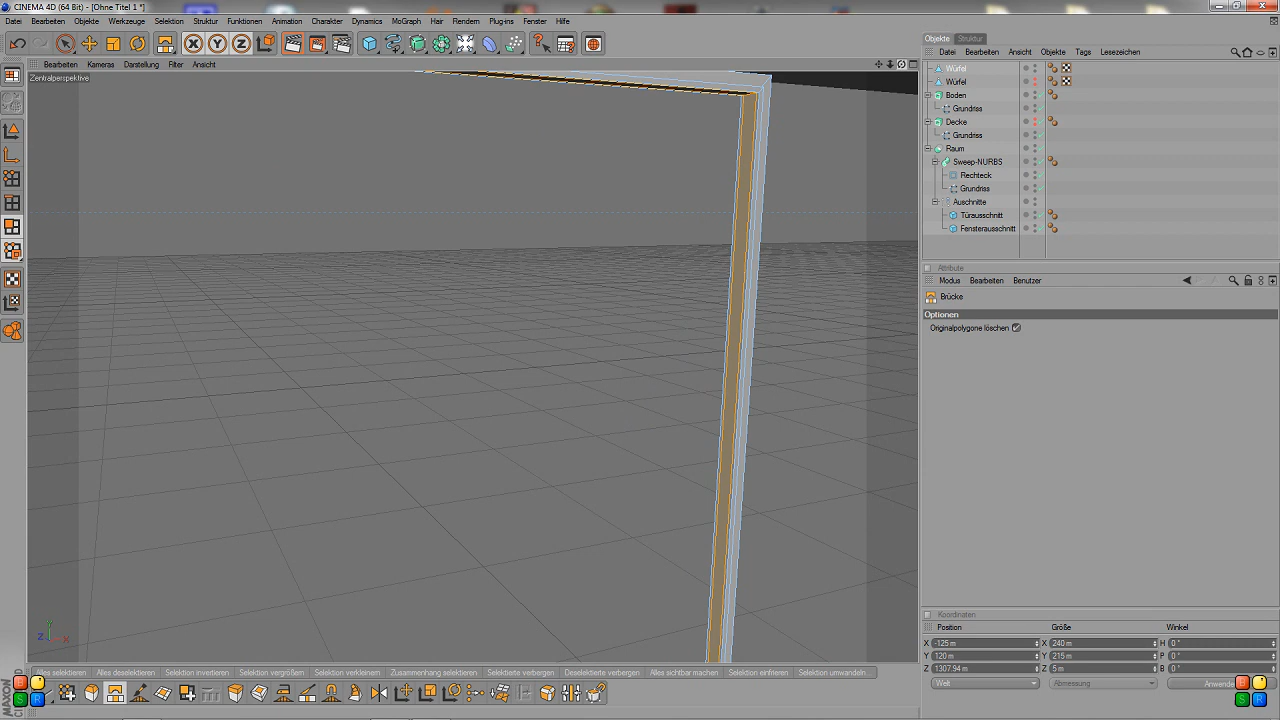 CINEMA 4D (64 Bit) - [Ohne Titel 1 *]
Datei Bearbeiten Objekte Werkzeuge Selektion Struktur Funktionen Animation Charakter Dynamics MoGraph Hair Rendern Plug-ins Fenster Hilfe
X Y Z
Objekte Struktur
Datei Bearbeiten Ansicht Objekte Tags Lesezeichen
Bearbeiten Kameras Darstellung Filter Ansicht
Zentralperspektive
Würfel
Würfel
Boden
Grundriss
Decke
Grundriss
Raum
Sweep-NURBS
Rechteck
Grundriss
Auschnitte
Türausschnitt
Fensterausschnitt
Attribute
Modus Bearbeiten Benutzer
Brücke
Optionen
Originalpolygone löschen
Koordinaten
Position Größe Winkel
X -125 m X 240 m H 0 °
Y 120 m Y 215 m P 0 °
Z 1307.94 m Z 5 m B 0 °
Welt Abmessung Anwende
Y
Z X
Alles selektieren Alles deselektieren Selektion invertieren Selektion vergrößern Selektion verkleinern Zusammenhang selektieren Selektierte verbergen Deselektierte verbergen Alles sichtbar machen Selektion einfrieren Selektion umwandeln
S R
S R
MAXON